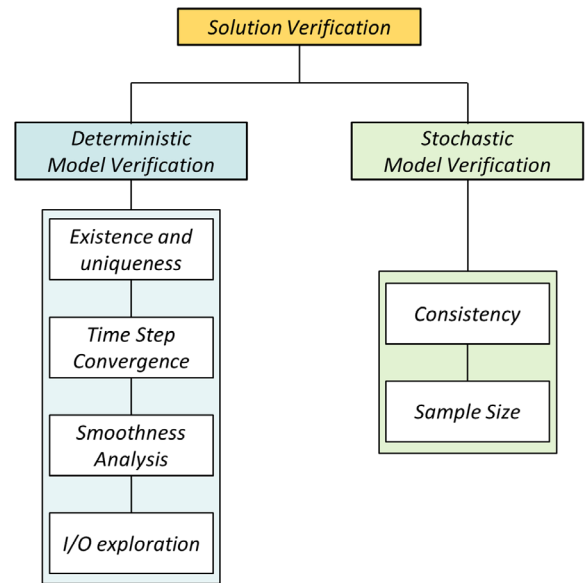 Solution Verification
Deterministic
Model Verification
Existence and
uniqueness
Time Step
Convergence
Smoothness
Analysis
I/O exploration
Stochastic
Model Verification
Consistency
Sample Size